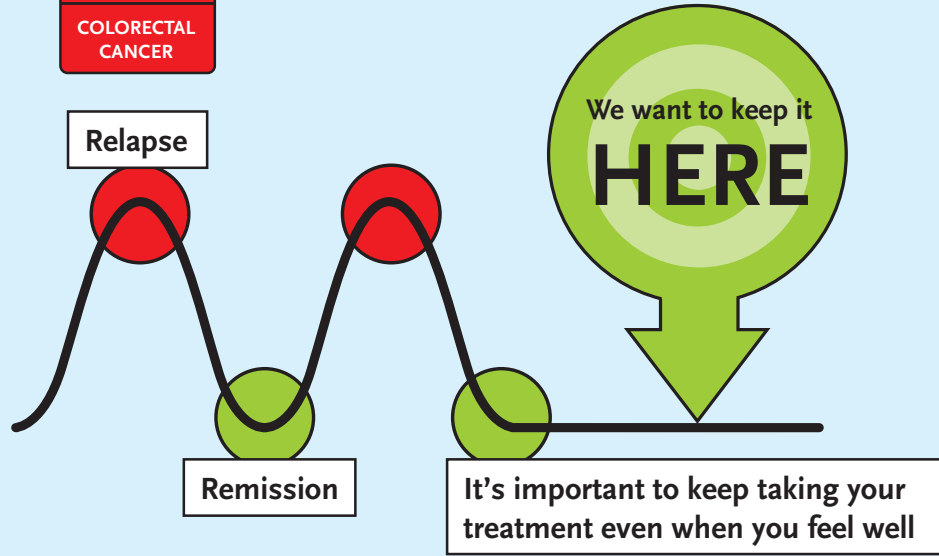 COLORECTAL
CANCER
Relapse
We want to keep it
HERE
Remission
It's important to keep taking your
treatment even when you feel well